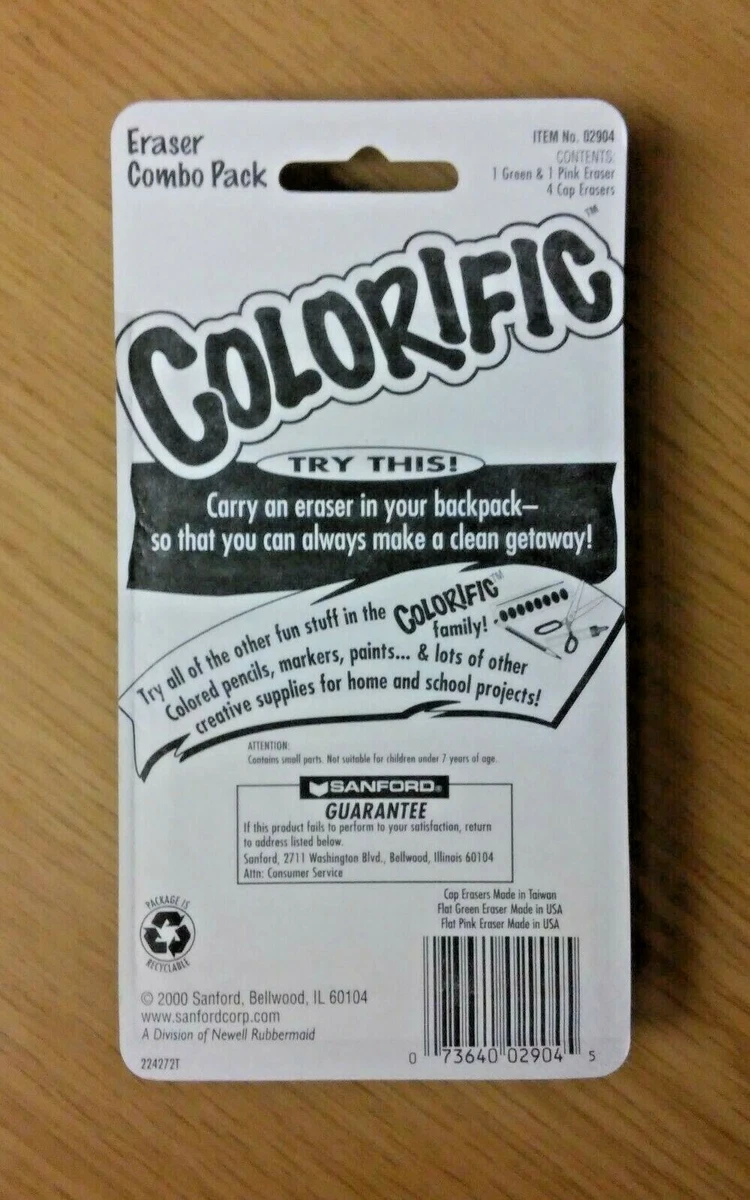 Eraser
Combo Pack
ITEM No. 02904
CONTENTS:
1 Green & 1 Pink Eraser
4 Cap Erasers
COLORIFIC™
TRY THIS!
Carry an eraser in your backpack–
so that you can always make a clean getaway!
Try all of the other fun stuff in the COLORIFIC™ family!
Colored pencils, markers, paints... & lots of other
creative supplies for home and school projects!
ATTENTION:
Contains small parts. Not suitable for children under 7 years of age.
SANFORD®
GUARANTEE
If this product fails to perform to your satisfaction, return
to address listed below.
Sanford, 2711 Washington Blvd., Bellwood, Illinois 60104
Attn: Consumer Service
Cap Erasers Made in Taiwan
Flat Green Eraser Made in USA
Flat Pink Eraser Made in USA
PACKAGE IS
RECYCLABLE
© 2000 Sanford, Bellwood, IL 60104
www.sanfordcorp.com
A Division of Newell Rubbermaid
224272T
0 73640 02904 5